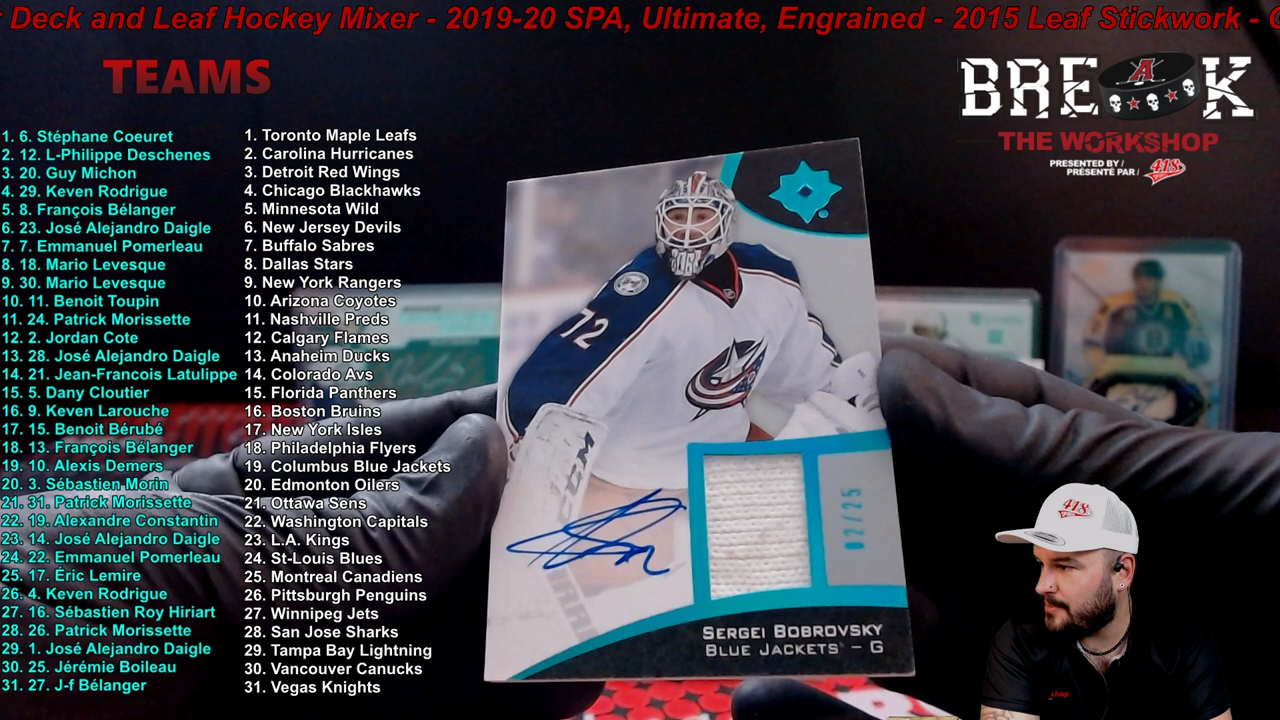 Deck and Leaf Hockey Mixer - 2019-20 SPA, Ultimate, Engrained - 2015 Leaf Stickwork -
TEAMS
1. 6. Stéphane Coeuret
2. 12. L-Philippe Deschenes
3. 20. Guy Michon
4. 29. Keven Rodrigue
5. 8. François Bélanger
6. 23. José Alejandro Daigle
7. 7. Emmanuel Pomerleau
8. 18. Mario Levesque
9. 30. Mario Levesque
10. 11. Benoit Toupin
11. 24. Patrick Morissette
12. 2. Jordan Cote
13. 28. José Alejandro Daigle
14. 21. Jean-Francois Latulippe
15. 5. Dany Cloutier
16. 9. Keven Larouche
17. 15. Benoit Bérubé
18. 13. François Bélanger
19. 10. Alexis Demers
20. 3. Sébastien Morin
21. 31. Patrick Morissette
22. 19. Alexandre Constantin
23. 14. José Alejandro Daigle
24. 22. Emmanuel Pomerleau
25. 17. Éric Lemire
26. 4. Keven Rodrigue
27. 16. Sébastien Roy Hiriart
28. 26. Patrick Morissette
29. 1. José Alejandro Daigle
30. 25. Jérémie Boileau
31. 27. J-f Bélanger
1. Toronto Maple Leafs
2. Carolina Hurricanes
3. Detroit Red Wings
4. Chicago Blackhawks
5. Minnesota Wild
6. New Jersey Devils
7. Buffalo Sabres
8. Dallas Stars
9. New York Rangers
10. Arizona Coyotes
11. Nashville Preds
12. Calgary Flames
13. Anaheim Ducks
14. Colorado Avs
15. Florida Panthers
16. Boston Bruins
17. New York Isles
18. Philadelphia Flyers
19. Columbus Blue Jackets
20. Edmonton Oilers
21. Ottawa Sens
22. Washington Capitals
23. L.A. Kings
24. St-Louis Blues
25. Montreal Canadiens
26. Pittsburgh Penguins
27. Winnipeg Jets
28. San Jose Sharks
29. Tampa Bay Lightning
30. Vancouver Canucks
31. Vegas Knights
72
CCM
02/25
SERGEI BOBROVSKY
BLUE JACKETS - G
BREAK
THE WORKSHOP
PRESENTED BY /
PRÉSENTÉ PAR /
418
418
shop